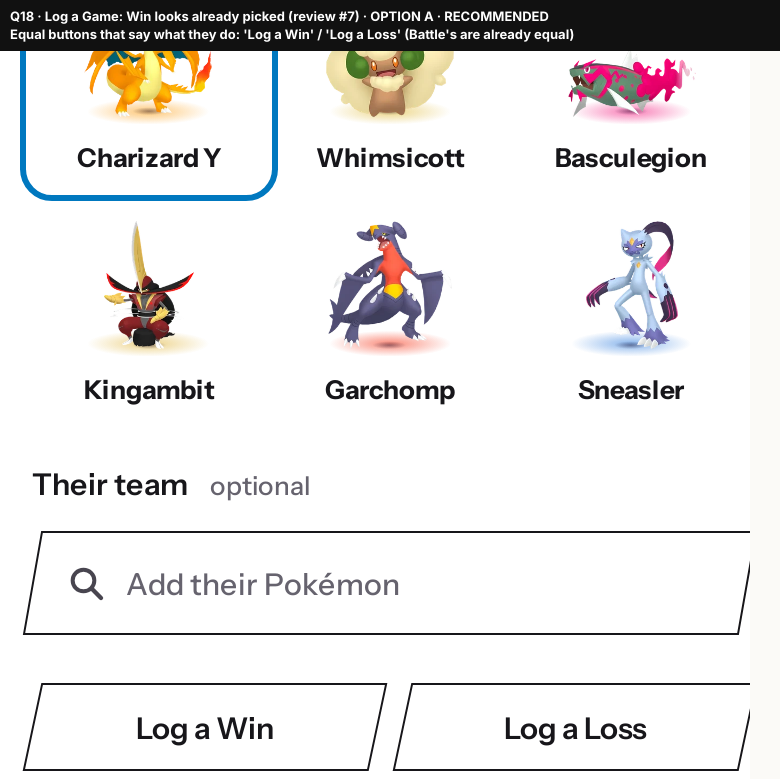 Q18 · Log a Game: Win looks already picked (review #7) · OPTION A · RECOMMENDED
Equal buttons that say what they do: 'Log a Win' / 'Log a Loss' (Battle's are already equal)
Charizard Y
Whimsicott
Basculegion
Kingambit
Garchomp
Sneasler
Their team optional
Add their Pokémon
Log a Win
Log a Loss